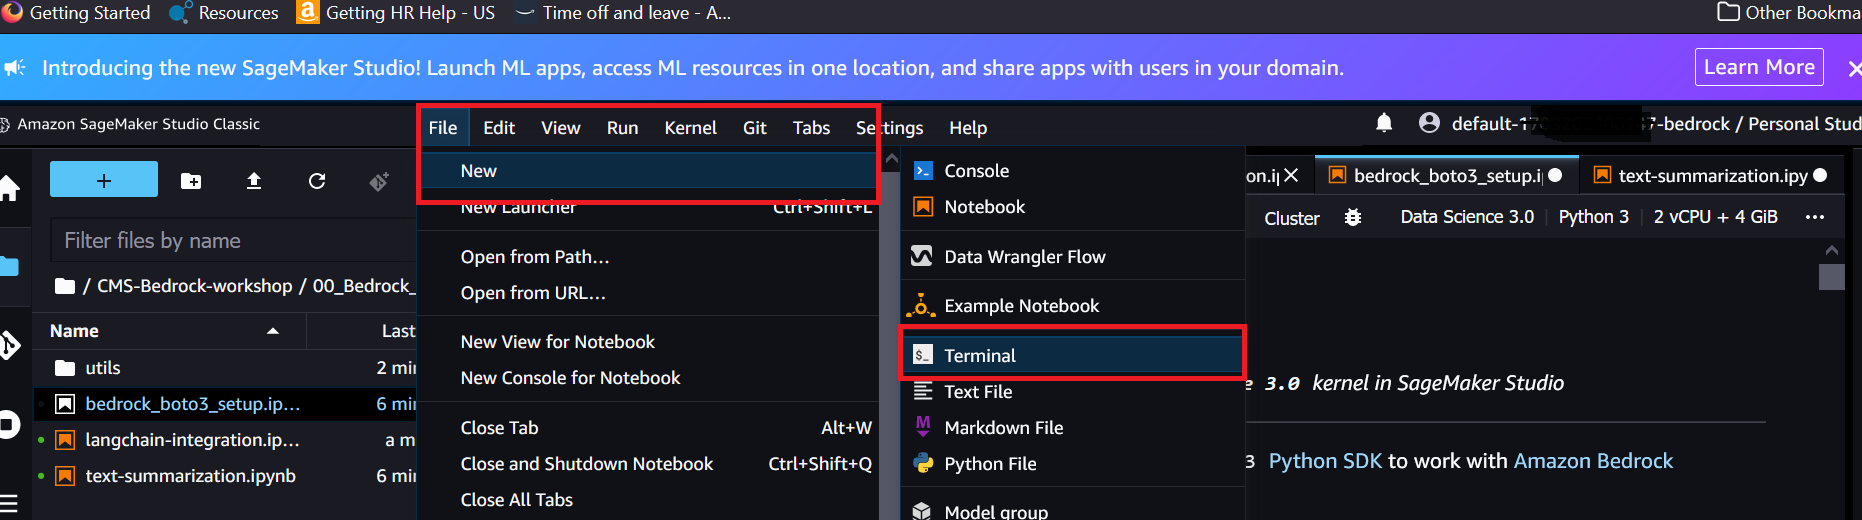 Getting Started Resources Getting HR Help - US Time off and leave - A... Other Bookma
Introducing the new SageMaker Studio! Launch ML apps, access ML resources in one location, and share apps with users in your domain. Learn More
Amazon SageMaker Studio Classic
File Edit View Run Kernel Git Tabs Settings Help
-bedrock / Personal Stud
+
Filter files by name
/ CMS-Bedrock-workshop / 00_Bedrock_
Name Last
utils 2 mi
bedrock_boto3_setup.ip... 6 mi
langchain-integration.ip... a m
text-summarization.ipynb 6 mi
New
New Launcher Ctrl+Shift+L
Open from Path...
Open from URL...
New View for Notebook
New Console for Notebook
Close Tab Alt+W
Close and Shutdown Notebook Ctrl+Shift+Q
Close All Tabs
Console
Notebook
Data Wrangler Flow
Example Notebook
$_ Terminal
Text File
Markdown File
Python File
Model group
bedrock_boto3_setup.i text-summarization.ipy
Cluster Data Science 3.0 Python 3 2 vCPU + 4 GiB
3.0 kernel in SageMaker Studio
3 Python SDK to work with Amazon Bedrock